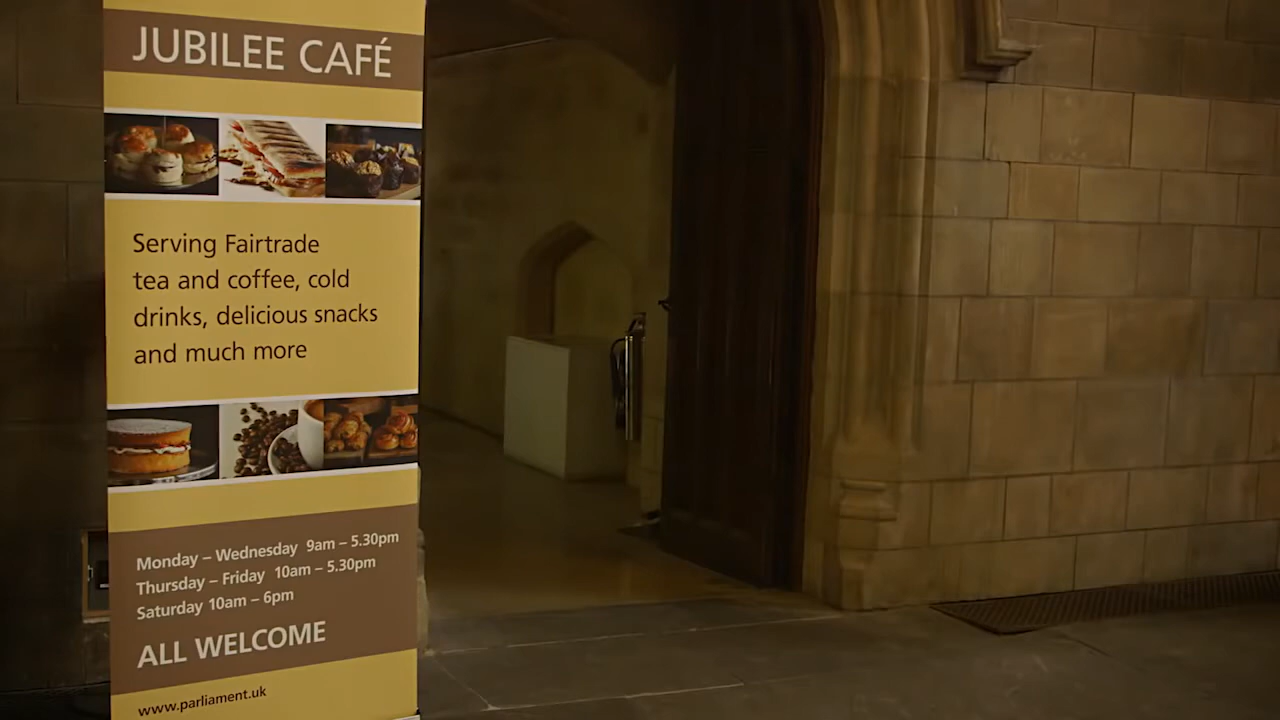 JUBILEE CAFÉ
Serving Fairtrade
tea and coffee, cold
drinks, delicious snacks
and much more
Monday – Wednesday 9am – 5.30pm
Thursday – Friday 10am – 5.30pm
Saturday 10am – 6pm
ALL WELCOME
www.parliament.uk